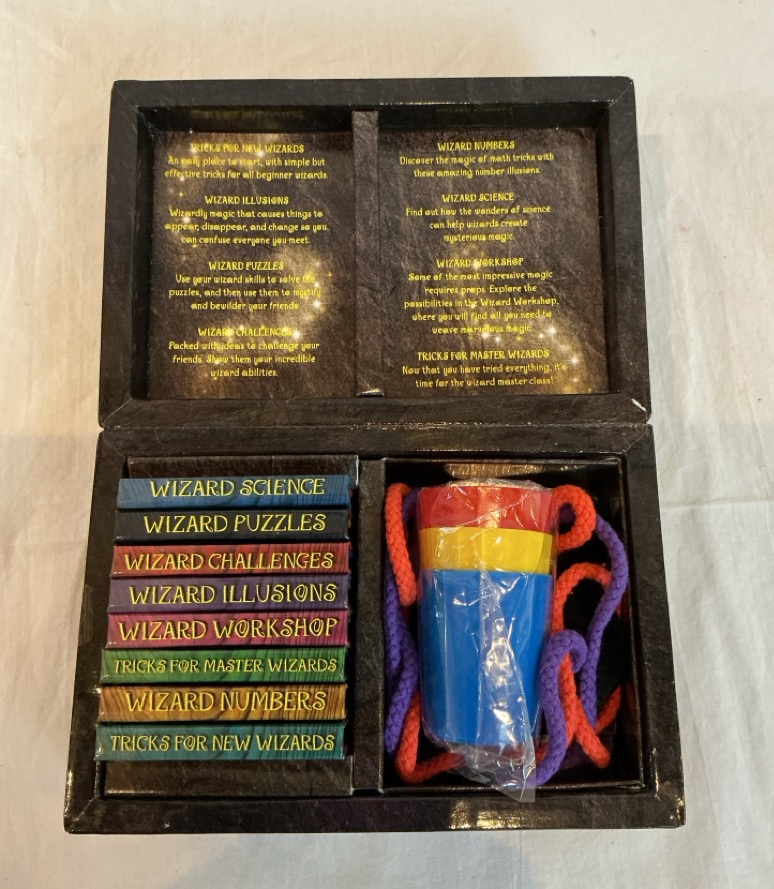 TRICKS FOR NEW WIZARDS
An easy place to start, with simple but
effective tricks for all beginner wizards.
WIZARD ILLUSIONS
Wizardly magic that causes things to
appear, disappear, and change so you
can confuse everyone you meet.
WIZARD PUZZLES
Use your wizard skills to solve the
puzzles, and then use them to mystify
and bewilder your friends.
WIZARD CHALLENGES
Packed with ideas to challenge your
friends. Show them your incredible
wizard abilities.
WIZARD NUMBERS
Discover the magic of math tricks with
these amazing number illusions.
WIZARD SCIENCE
Find out how the wonders of science
can help wizards create
mysterious magic.
WIZARD WORKSHOP
Some of the most impressive magic
requires props. Explore the
possibilities in the Wizard Workshop,
where you will find all you need to
weave marvelous magic.
TRICKS FOR MASTER WIZARDS
Now that you have tried everything, it's
time for the wizard master class!
WIZARD SCIENCE
WIZARD PUZZLES
WIZARD CHALLENGES
WIZARD ILLUSIONS
WIZARD WORKSHOP
TRICKS FOR MASTER WIZARDS
WIZARD NUMBERS
TRICKS FOR NEW WIZARDS